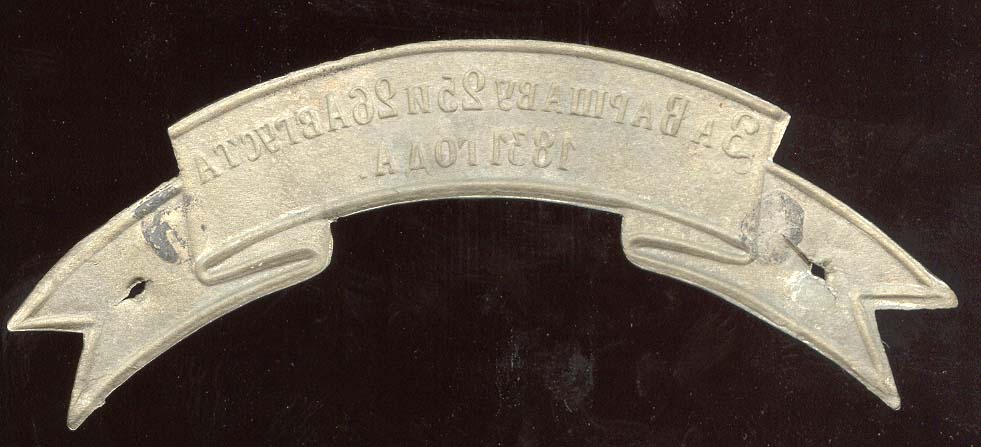 За Варшаву 25 и 26 Августа
1831 года.